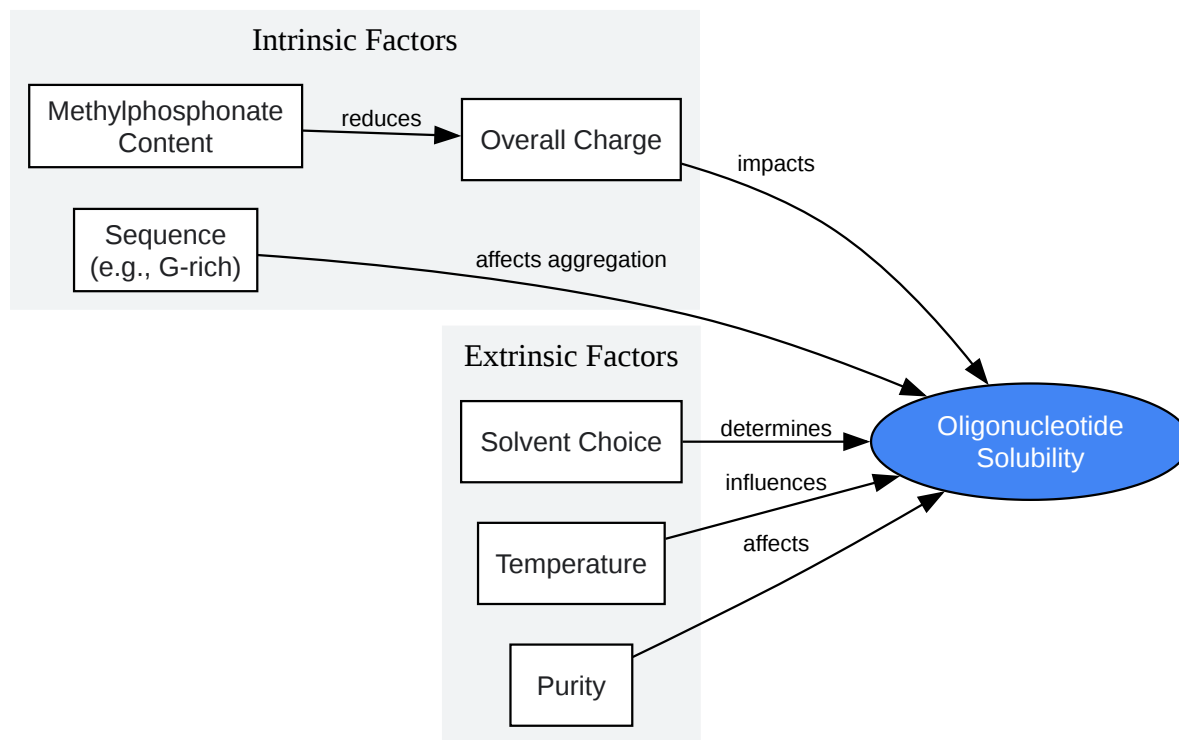 Intrinsic Factors
Methylphosphonate
Content
reduces
Overall Charge
impacts
Sequence
(e.g., G-rich)
affects aggregation
Extrinsic Factors
Solvent Choice
determines
Oligonucleotide
Solubility
influences
Temperature
affects
Purity